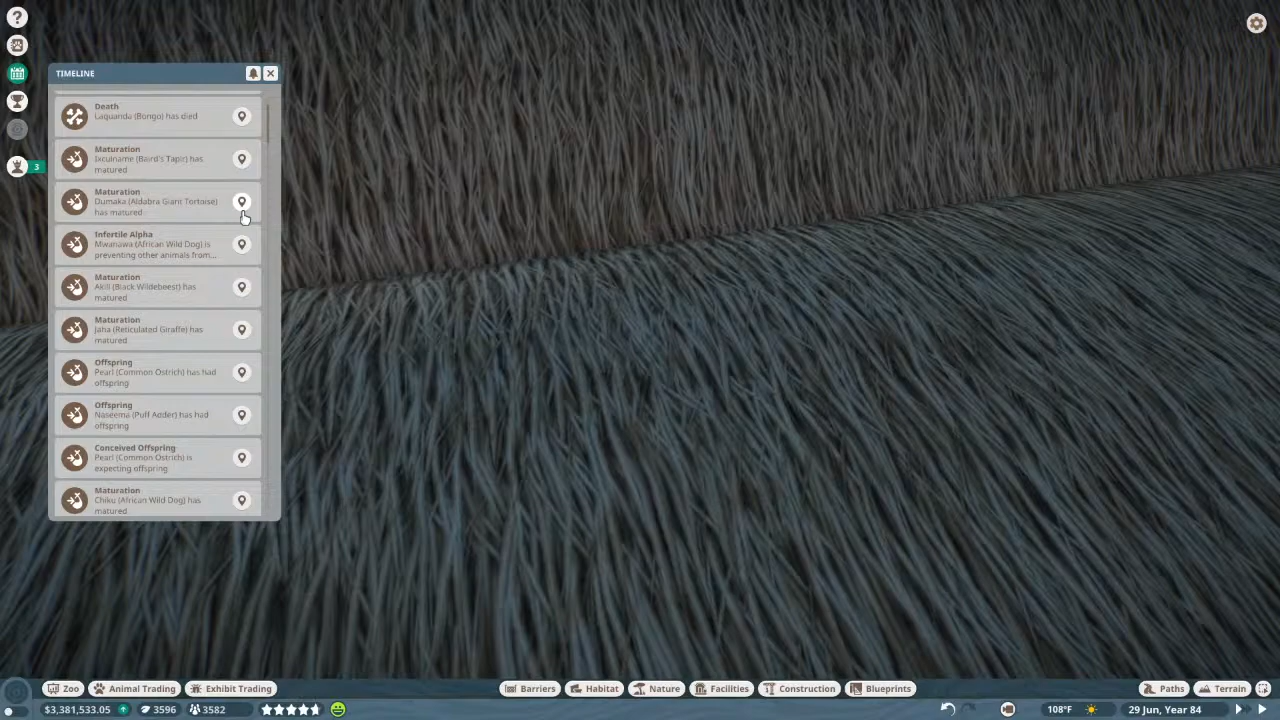 TIMELINE
Death
Laquanda (Bongo) has died
Maturation
Ixcuiname (Baird's Tapir) has
matured
Maturation
Dumaka (Aldabra Giant Tortoise)
has matured
Infertile Alpha
Mwanawa (African Wild Dog) is
preventing other animals from...
Maturation
Akili (Black Wildebeest) has
matured
Maturation
Jaha (Reticulated Giraffe) has
matured
Offspring
Pearl (Common Ostrich) has had
offspring
Offspring
Naseema (Puff Adder) has had
offspring
Conceived Offspring
Pearl (Common Ostrich) is
expecting offspring
Maturation
Chiku (African Wild Dog) has
matured
?
3
Zoo Animal Trading Exhibit Trading Barriers Habitat Nature Facilities Construction Blueprints Paths Terrain
$3,381,533.05 3596 3582 108°F 29 Jun, Year 84